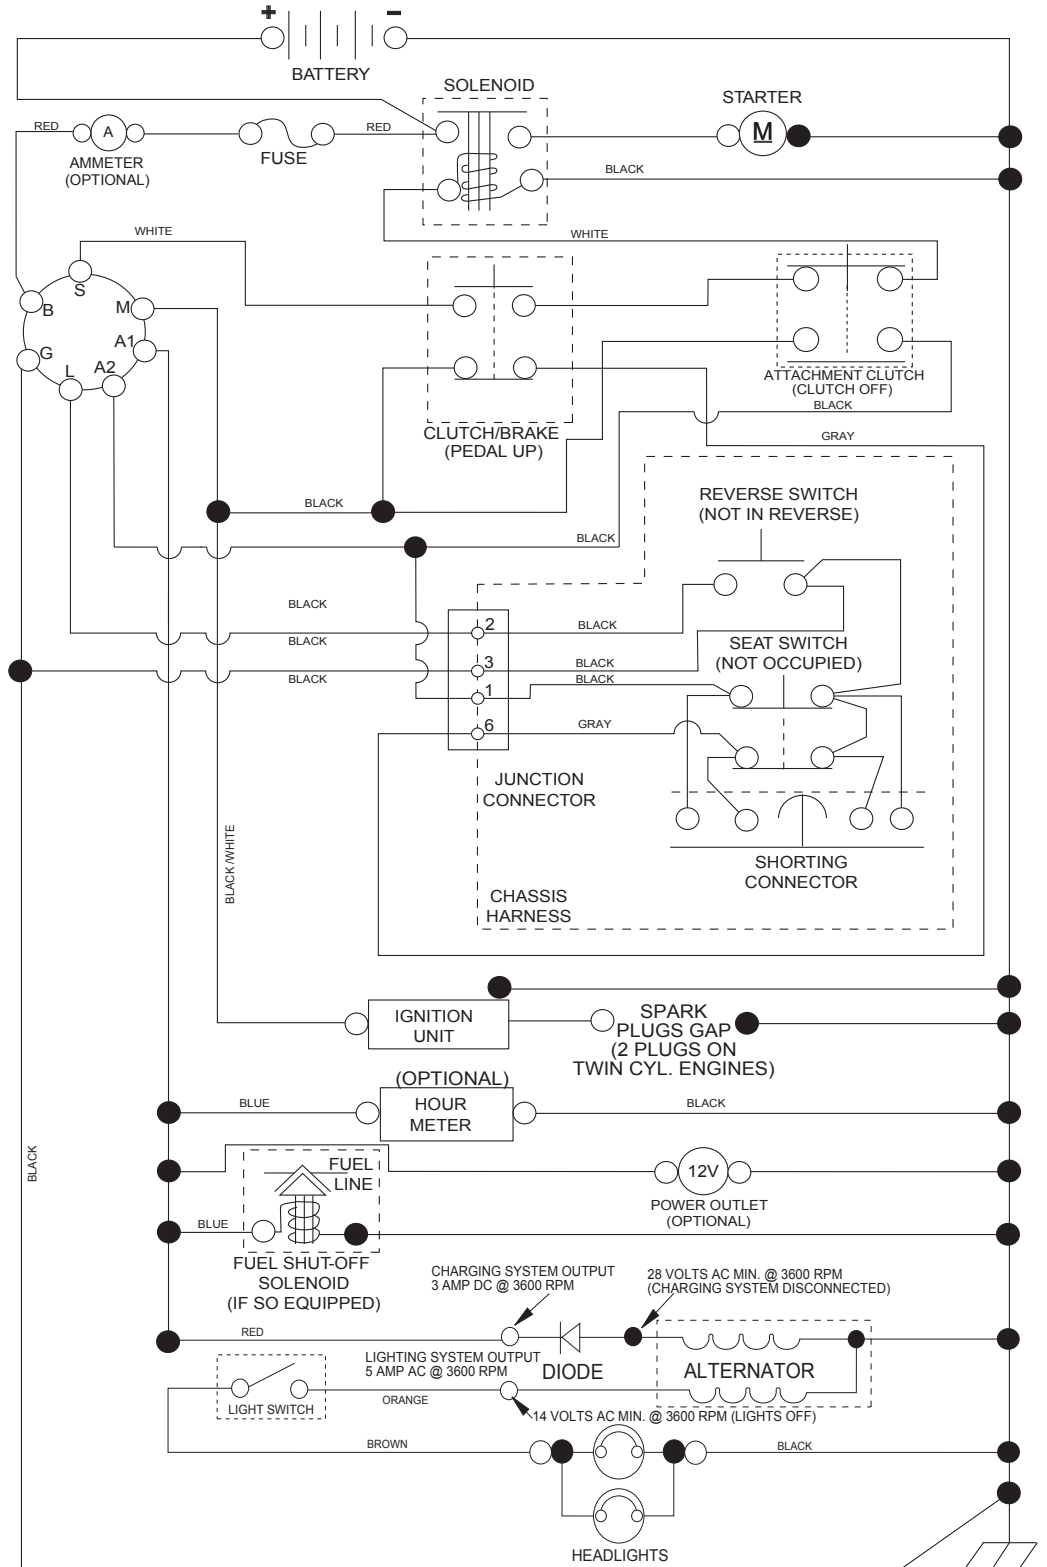 + -
BATTERY
SOLENOID
STARTER
RED
A
RED
M
AMMETER
(OPTIONAL)
FUSE
BLACK
WHITE
WHITE
S
B
M
A1
G
L
A2
ATTACHMENT CLUTCH
(CLUTCH OFF)
BLACK
CLUTCH/BRAKE
(PEDAL UP)
GRAY
REVERSE SWITCH
(NOT IN REVERSE)
BLACK
BLACK
BLACK
2
BLACK
BLACK
SEAT SWITCH
(NOT OCCUPIED)
3
BLACK
BLACK
BLACK
1
6
GRAY
JUNCTION
CONNECTOR
BLACK/WHITE
SHORTING
CONNECTOR
CHASSIS
HARNESS
IGNITION
UNIT
SPARK
PLUGS GAP
(2 PLUGS ON
TWIN CYL. ENGINES)
(OPTIONAL)
BLUE
HOUR
METER
BLACK
BLACK
FUEL
LINE
12V
POWER OUTLET
(OPTIONAL)
BLUE
FUEL SHUT-OFF
SOLENOID
(IF SO EQUIPPED)
CHARGING SYSTEM OUTPUT
3 AMP DC @ 3600 RPM
28 VOLTS AC MIN. @ 3600 RPM
(CHARGING SYSTEM DISCONNECTED)
RED
LIGHTING SYSTEM OUTPUT
5 AMP AC @ 3600 RPM
DIODE
ALTERNATOR
LIGHT SWITCH
ORANGE
14 VOLTS AC MIN. @ 3600 RPM (LIGHTS OFF)
BROWN
BLACK
HEADLIGHTS